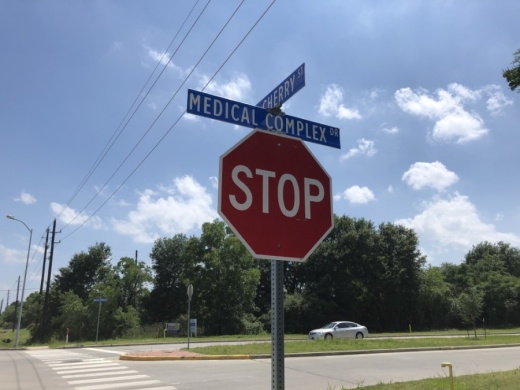 CHERRY ST
MEDICAL COMPLEX DR
STOP